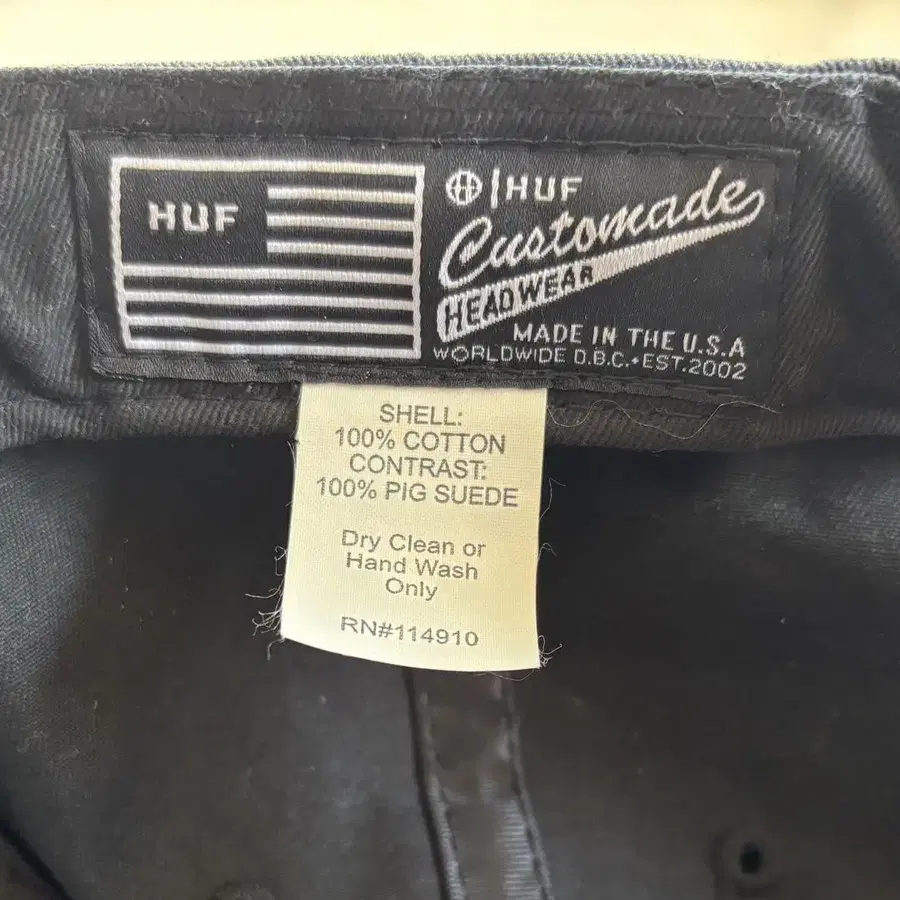 HUF
HUF
Customade
HEADWEAR
MADE IN THE U.S.A
WORLDWIDE D.B.C.•EST.2002
SHELL:
100% COTTON
CONTRAST:
100% PIG SUEDE
Dry Clean or
Hand Wash
Only
RN#114910